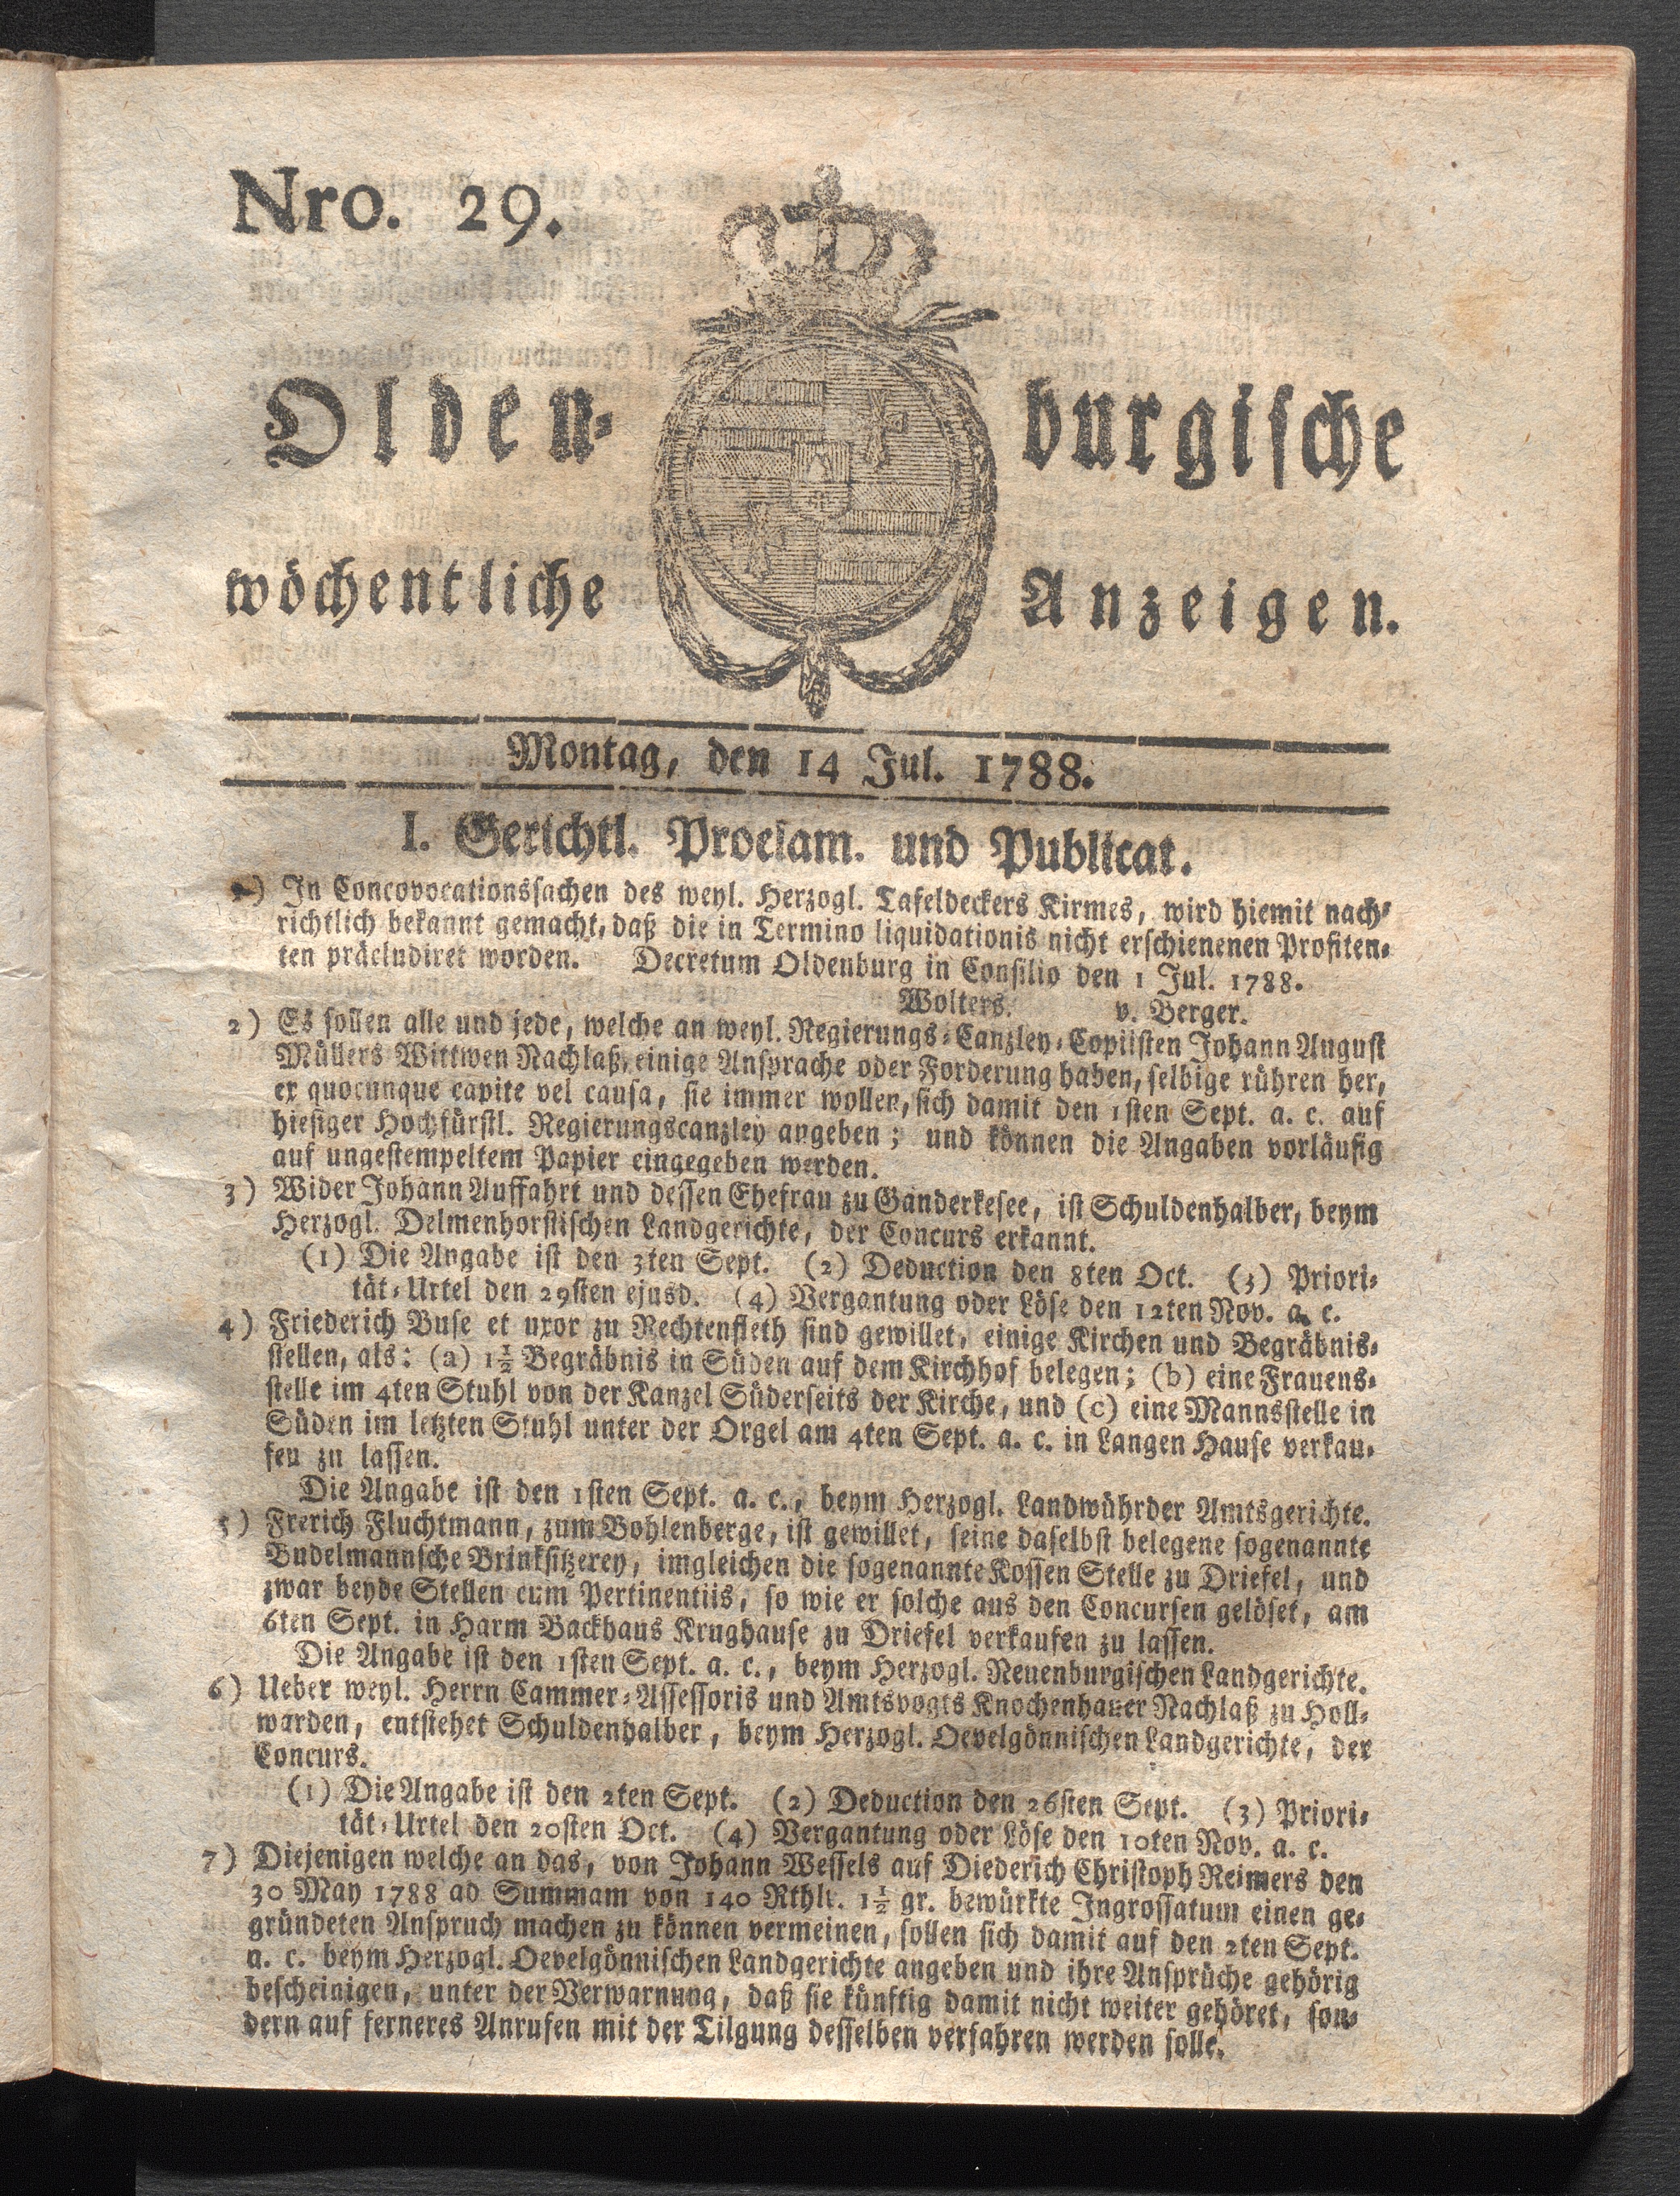 Nro. 29.
Olden- burgische
wöchentliche Anzeigen.
Montag, den 14 Jul. 1788.
I. Gerichtl. Proclam. und Publicat.
1) In Concovocationssachen des weyl. Herzogl. Tafeldeckers Kirmes, wird hiemit nach-
richtlich bekannt gemacht, daß die in Termino liquidationis nicht erschienenen Profiten-
ten präcludiret worden. Decretum Oldenburg in Consilio den 1 Jul. 1788.
Wolters. v. Berger.
2) Es sollen alle und jede, welche an weyl. Regierungs-Canzley-Copiisten Johann August
Müllers Wittwen Nachlaß, einige Ansprache oder Forderung haben, selbige rühren her,
ex quocunque capite vel causa, sie immer wollen, sich damit den 1sten Sept. a. c. auf
hiesiger Hochfürstl. Regierungscanzley angeben; und können die Angaben vorläufig
auf ungestempeltem Papier eingegeben werden.
3) Wider Johann Auffahrt und dessen Ehefrau zu Ganderkesee, ist Schuldenhalber, beym
Herzogl. Delmenhorstischen Landgerichte, der Concurs erkannt.
(1) Die Angabe ist den 3ten Sept. (2) Deduction den 8ten Oct. (3) Priori-
tät-Urtel den 29sten ejusd. (4) Vergantung oder Löse den 12ten Nov. a. c.
4) Friederich Buse et uxor zu Rechtenfleth sind gewillet, einige Kirchen und Begräbnis-
stellen, als: (a) 1½ Begräbnis in Süden auf dem Kirchhof belegen; (b) eine Frauens-
stelle im 4ten Stuhl von der Kanzel Süderseits der Kirche, und (c) eine Mannsstelle in
Süden im letzten Stuhl unter der Orgel am 4ten Sept. a. c. in Langen Hause verkau-
fen zu lassen.
Die Angabe ist den 1sten Sept. a. c., beym Herzogl. Landwührder Amtsgerichte.
5) Frerich Fluchtmann, zum Bohlenberge, ist gewillet, seine daselbst belegene sogenannte
Budelmannsche Brinksitzerey, imgleichen die sogenannte Kossen Stelle zu Driefel, und
zwar beyde Stellen cum Pertinentiis, so wie er solche aus den Concursen gelöset, am
6ten Sept. in Harm Backhaus Krughause zu Driefel verkaufen zu lassen.
Die Angabe ist den 1sten Sept. a. c., beym Herzogl. Neuenburgischen Landgerichte.
6) Ueber weyl. Herrn Cammer-Assessoris und Amtsvogts Knochenhauer Nachlaß zu Holl-
warden, entstehet Schuldenhalber, beym Herzogl. Oevelgönnischen Landgerichte, der
Concurs.
(1) Die Angabe ist den 2ten Sept. (2) Deduction den 26sten Sept. (3) Priori-
tät-Urtel den 20sten Oct. (4) Vergantung oder Löse den 10ten Nov. a. c.
7) Diejenigen welche an das, von Johann Wessels auf Diederich Christoph Reimers den
30 May 1788 ad Summam von 140 Rthlr. 1½ gr. bewürkte Ingrossatum einen ge-
gründeten Anspruch machen zu können vermeinen, sollen sich damit auf den 2ten Sept.
a. c. beym Herzogl. Oevelgönnischen Landgerichte angeben und ihre Ansprüche gehörig
bescheinigen, unter der Verwarnung, daß sie künftig damit nicht weiter gehöret, son-
dern auf ferneres Anrufen mit der Tilgung desselben verfahren werden solle.